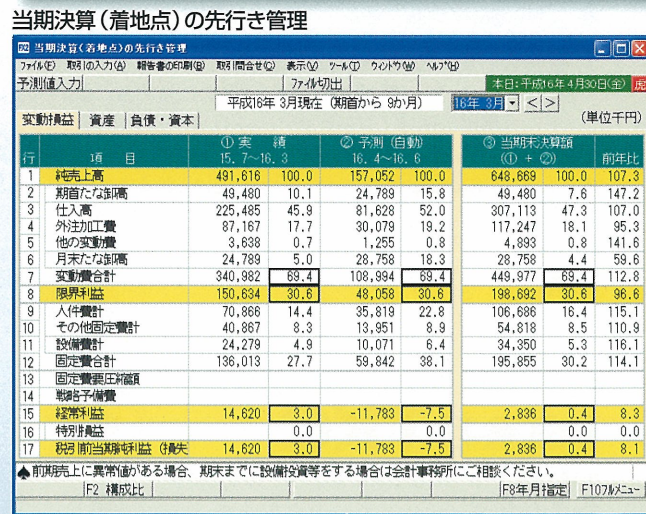 当期決算（着地点）の先行き管理
当期決算(着地点)の先行き管理
ファイル(F) 取引の入力(A) 報告書の印刷(R) 取引問合せ(Q) 表示(V) ツール(T) ウィンドウ(W) ヘルプ(H)
予測値入力 ファイル切出 本日:平成16年 4月30日(金) 虎
平成16年 3月現在 (期首から 9か月) 16年 3月 < >
変動損益 資産 負債・資本 (単位千円)
① 実 績 ② 予測 (自動) ③ 当期末決算額
行 項 目 15. 7～16. 3 16. 4～16. 6 (① + ②) 前年比
1 純売上高 491,616 100.0 157,052 100.0 648,669 100.0 107.3
2 期首たな卸高 49,480 10.1 24,789 15.8 49,480 7.6 147.2
3 仕入高 225,485 45.9 81,628 52.0 307,113 47.3 107.0
4 外注加工費 87,167 17.7 30,079 19.2 117,247 18.1 95.3
5 他の変動費 3,638 0.7 1,255 0.8 4,893 0.8 141.6
6 月末たな卸高 24,789 5.0 28,758 18.3 28,758 4.4 59.6
7 変動費合計 340,982 69.4 108,994 69.4 449,977 69.4 112.8
8 限界利益 150,634 30.6 48,058 30.6 198,692 30.6 96.6
9 人件費計 70,866 14.4 35,819 22.8 106,686 16.4 115.1
10 その他固定費計 40,867 8.3 13,951 8.9 54,818 8.5 110.9
11 設備費計 24,279 4.9 10,071 6.4 34,350 5.3 116.1
12 固定費合計 136,013 27.7 59,842 38.1 195,855 30.2 114.1
13 固定費要圧縮額
14 戦略予備費
15 経常利益 14,620 3.0 -11,783 -7.5 2,836 0.4 8.3
16 特別損益 0.0 0.0 0.0 0.0
17 税引前当期純利益 (損失 14,620 3.0 -11,783 -7.5 2,836 0.4 8.1
♠前期売上に異常値がある場合、期末までに設備投資等をする場合は会計事務所にご相談ください。
F2 構成比 F8年月指定 F10フルメニュー